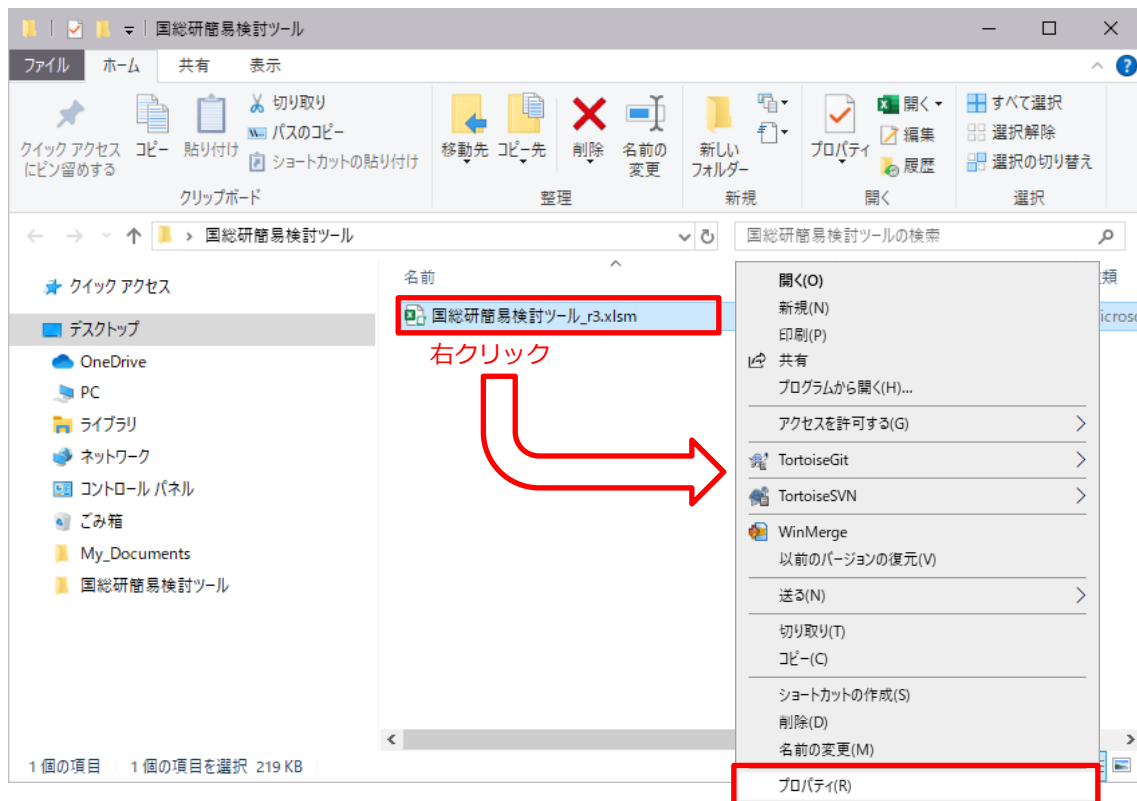 国総研簡易検討ツール
ファイル ホーム 共有 表示
クイック アクセス
にピン留めする
コピー
貼り付け
切り取り
パスのコピー
ショートカットの貼り付け
クリップボード
移動先
コピー先
削除
名前の
変更
整理
新しい
フォルダー
新規
プロパティ
開く
編集
履歴
開く
すべて選択
選択解除
選択の切り替え
選択
国総研簡易検討ツール
国総研簡易検討ツールの検索
クイック アクセス
デスクトップ
OneDrive
PC
ライブラリ
ネットワーク
コントロール パネル
ごみ箱
My_Documents
国総研簡易検討ツール
名前
類
国総研簡易検討ツール_r3.xlsm
icroso
右クリック
開く(O)
新規(N)
印刷(P)
共有
プログラムから開く(H)...
アクセスを許可する(G)
TortoiseGit
TortoiseSVN
WinMerge
以前のバージョンの復元(V)
送る(N)
切り取り(T)
コピー(C)
ショートカットの作成(S)
削除(D)
名前の変更(M)
プロパティ(R)
1 個の項目 1 個の項目を選択 219 KB